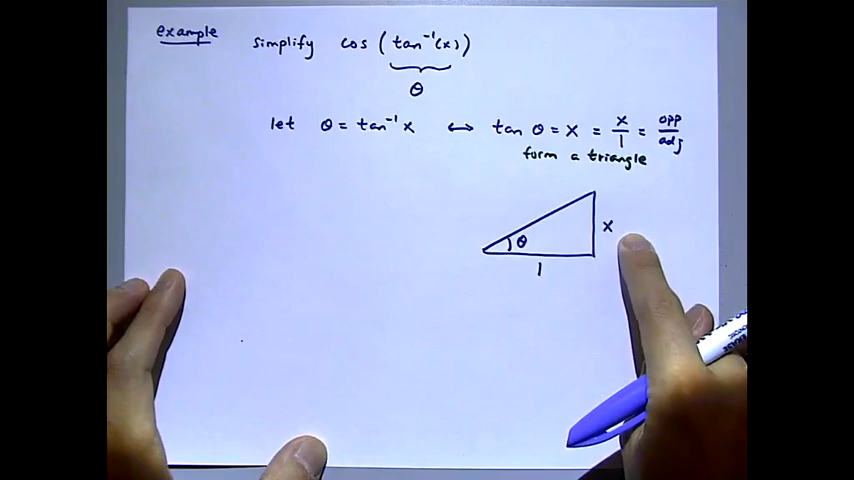 example simplify cos (tan⁻¹(x))
θ
let θ = tan⁻¹ x ↔ tan θ = x = x/1 = opp/adj
form a triangle
θ x
1